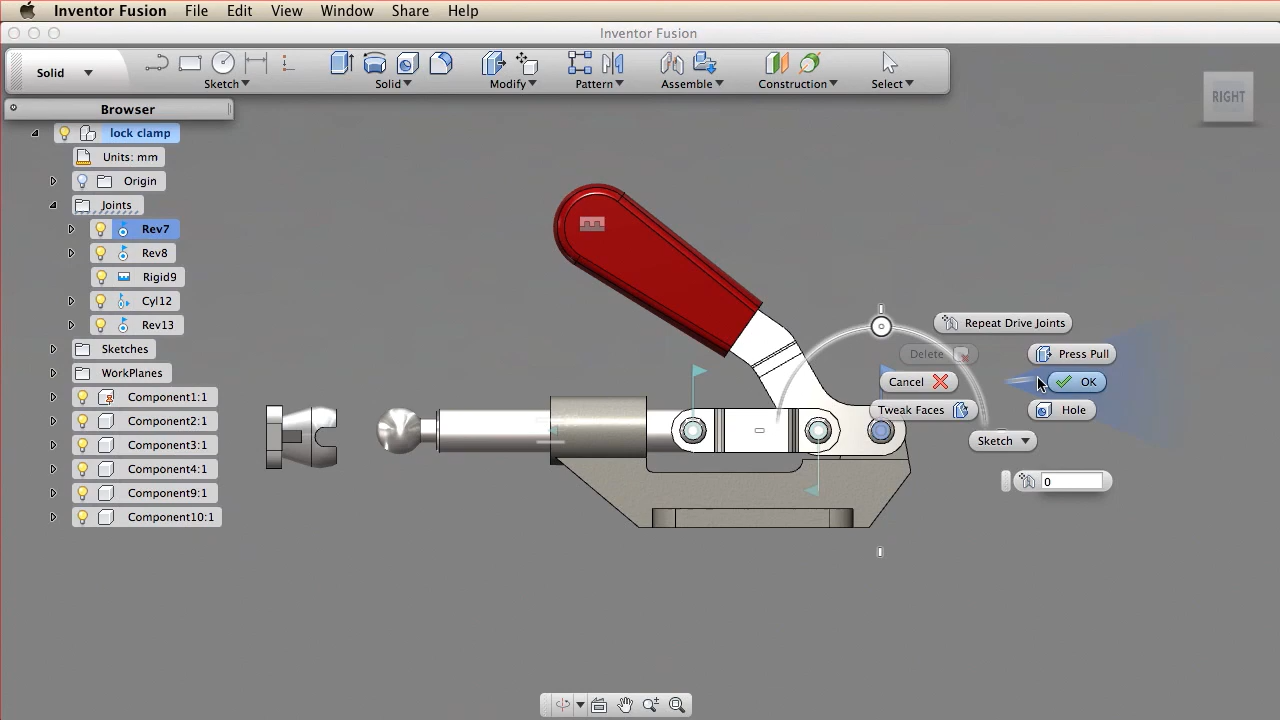 Inventor Fusion File Edit View Window Share Help
Inventor Fusion
Solid
Sketch Solid Modify Pattern Assemble Construction Select
Browser
RIGHT
lock clamp
Units: mm
Origin
Joints
Rev7
Rev8
Rigid9
Cyl12
Rev13
Sketches
WorkPlanes
Component1:1
Component2:1
Component3:1
Component4:1
Component9:1
Component10:1
Repeat Drive Joints
Delete
Press Pull
Cancel
OK
Tweak Faces
Hole
Sketch
0